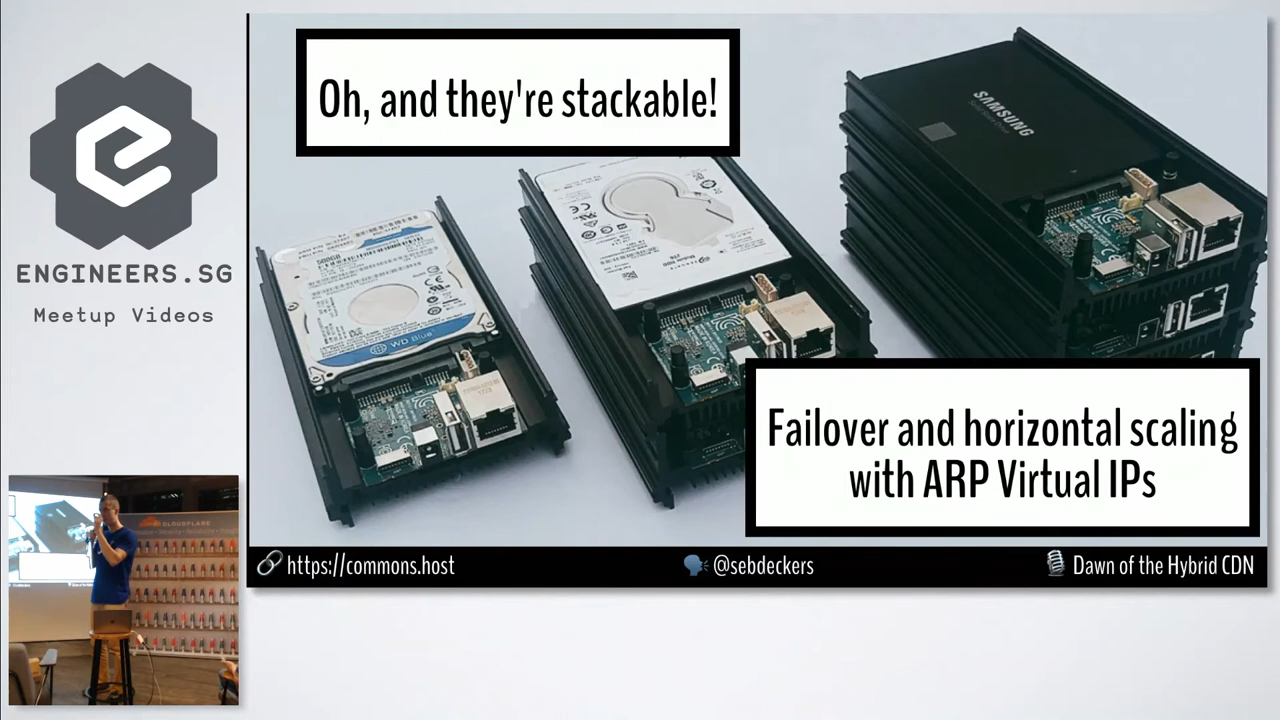 ENGINEERS.SG
Meetup Videos
Oh, and they're stackable!
SAMSUNG
WD Blue
Failover and horizontal scaling
with ARP Virtual IPs
https://commons.host
@sebdeckers
Dawn of the Hybrid CDN
CLOUDFLARE